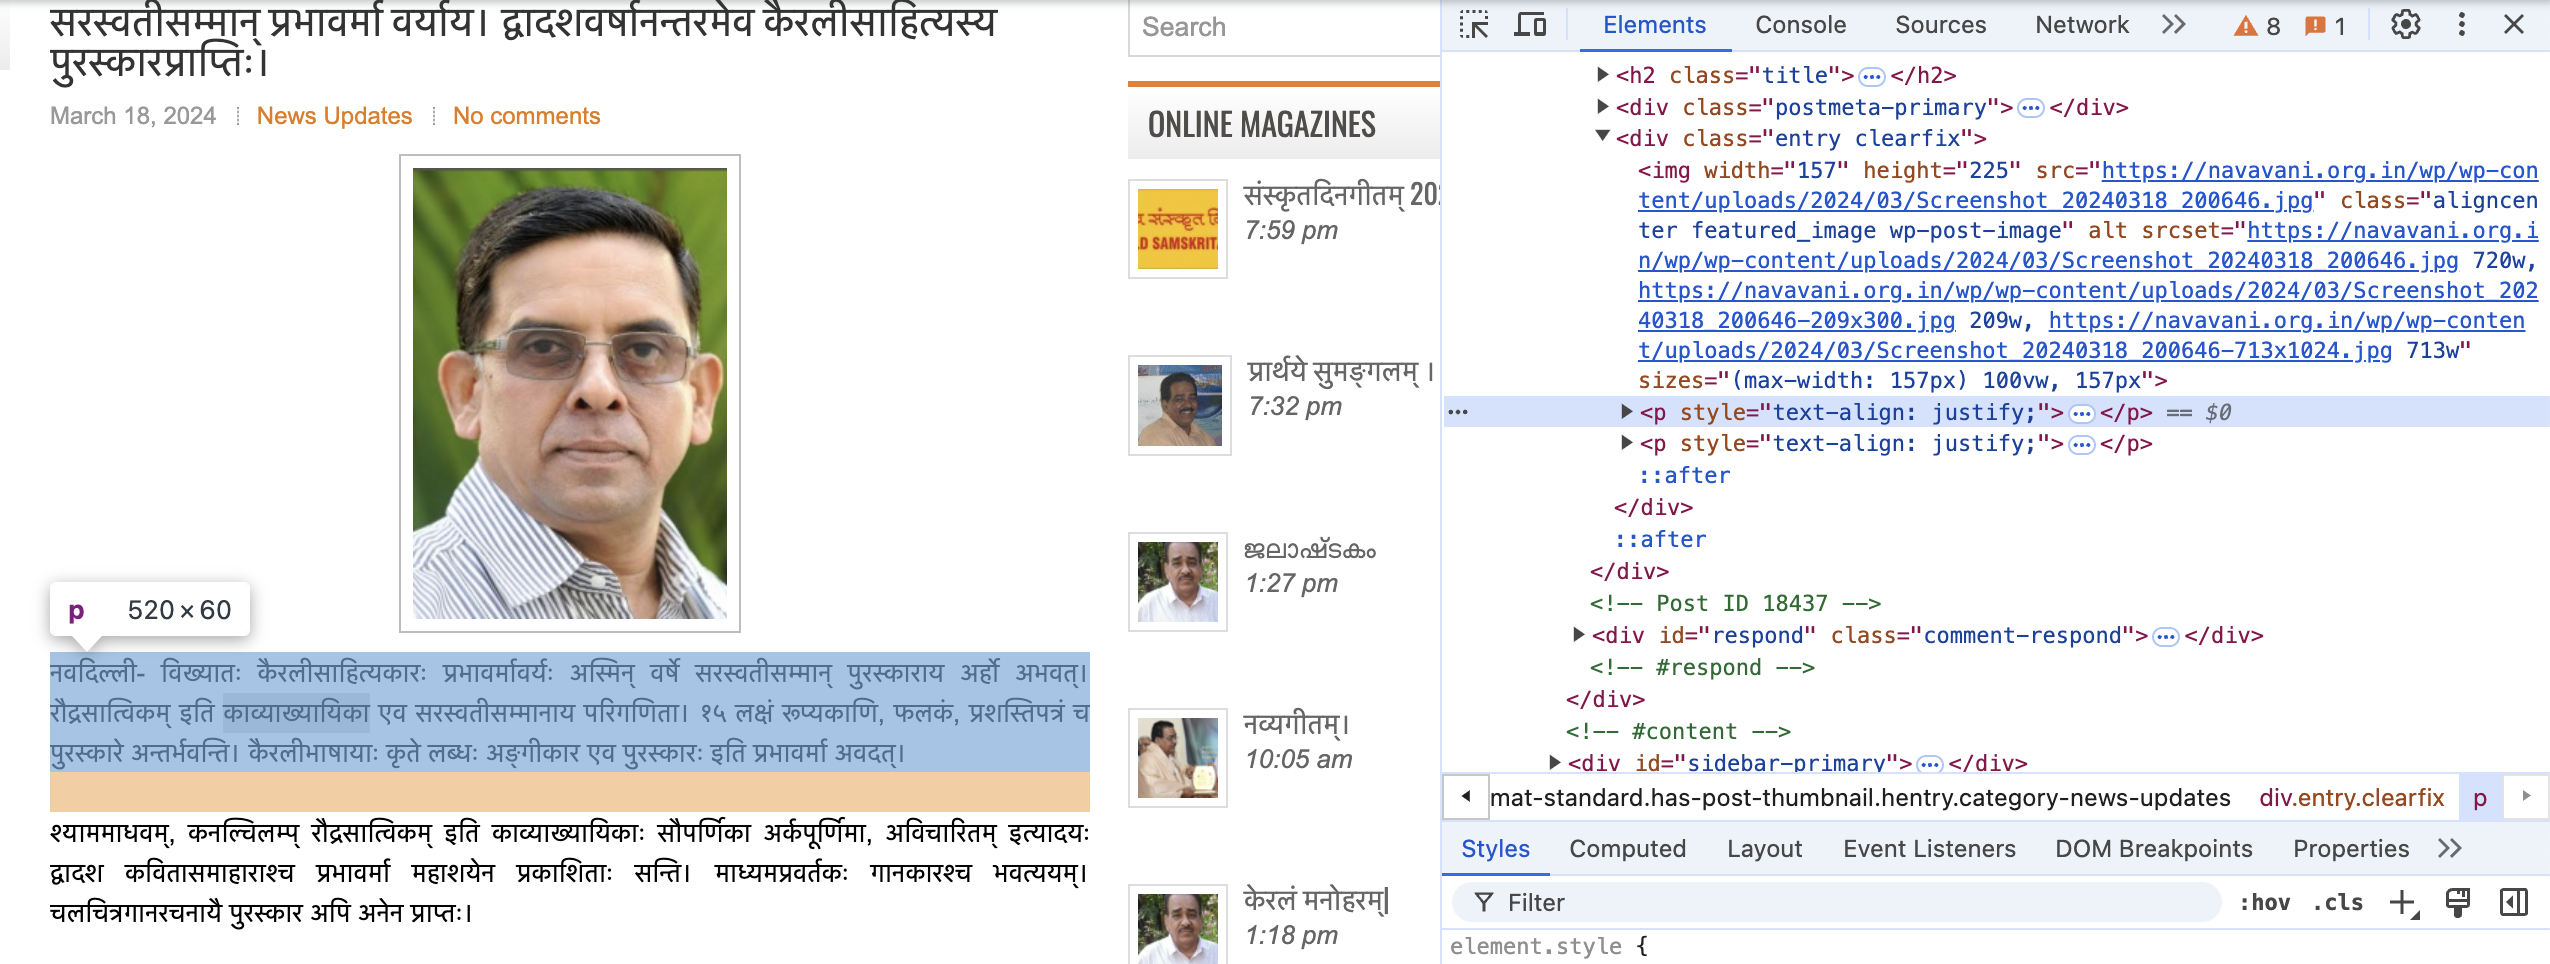 सरस्वतीसम्मान् प्रभावर्मा वर्याय। द्वादशवर्षानन्तरमेव कैरलीसाहित्यस्य
पुरस्कारप्राप्तिः।
March 18, 2024 News Updates No comments
p 520 × 60
नवदिल्ली- विख्यातः कैरलीसाहित्यकारः प्रभावर्मावर्यः अस्मिन् वर्षे सरस्वतीसम्मान् पुरस्काराय अर्हो अभवत्।
रौद्रसात्विकम् इति काव्याख्यायिका एव सरस्वतीसम्मानाय परिगणिता। १५ लक्षं रूप्यकाणि, फलकं, प्रशस्तिपत्रं च
पुरस्कारे अन्तर्भवन्ति। कैरलीभाषायाः कृते लब्धः अङ्गीकार एव पुरस्कारः इति प्रभावर्मा अवदत्।
श्याममाधवम्, कनल्चिलम्प् रौद्रसात्विकम् इति काव्याख्यायिकाः सौपर्णिका अर्कपूर्णिमा, अविचारितम् इत्यादयः
द्वादश कवितासमाहाराश्च प्रभावर्मा महाशयेन प्रकाशिताः सन्ति। माध्यमप्रवर्तकः गानकारश्च भवत्ययम्।
चलचित्रगानरचनायै पुरस्कार अपि अनेन प्राप्तः।
Search
ONLINE MAGAZINES
संस्कृतदिनगीतम् 20
7:59 pm
संस्कृत
D SAMSKRIT
प्रार्थये सुमङ्गलम् ।
7:32 pm
ജലാഷ്ടകം
1:27 pm
नव्यगीतम्।
10:05 am
केरलं मनोहरम्|
1:18 pm
Elements Console Sources Network 8 1
<h2 class="title">…</h2>
<div class="postmeta-primary">…</div>
<div class="entry clearfix">
<img width="157" height="225" src="https://navavani.org.in/wp/wp-con
tent/uploads/2024/03/Screenshot_20240318_200646.jpg" class="aligncen
ter featured_image wp-post-image" alt srcset="https://navavani.org.i
n/wp/wp-content/uploads/2024/03/Screenshot_20240318_200646.jpg 720w,
https://navavani.org.in/wp/wp-content/uploads/2024/03/Screenshot_202
40318_200646-209x300.jpg 209w, https://navavani.org.in/wp/wp-conten
t/uploads/2024/03/Screenshot_20240318_200646-713x1024.jpg 713w"
sizes="(max-width: 157px) 100vw, 157px">
<p style="text-align: justify;">…</p> == $0
<p style="text-align: justify;">…</p>
::after
</div>
::after
</div>
<!-- Post ID 18437 -->
<div id="respond" class="comment-respond">…</div>
<!-- #respond -->
</div>
<!-- #content -->
<div id="sidebar-primary">…</div>
mat-standard.has-post-thumbnail.hentry.category-news-updates div.entry.clearfix p
Styles Computed Layout Event Listeners DOM Breakpoints Properties
Filter :hov .cls
element.style {